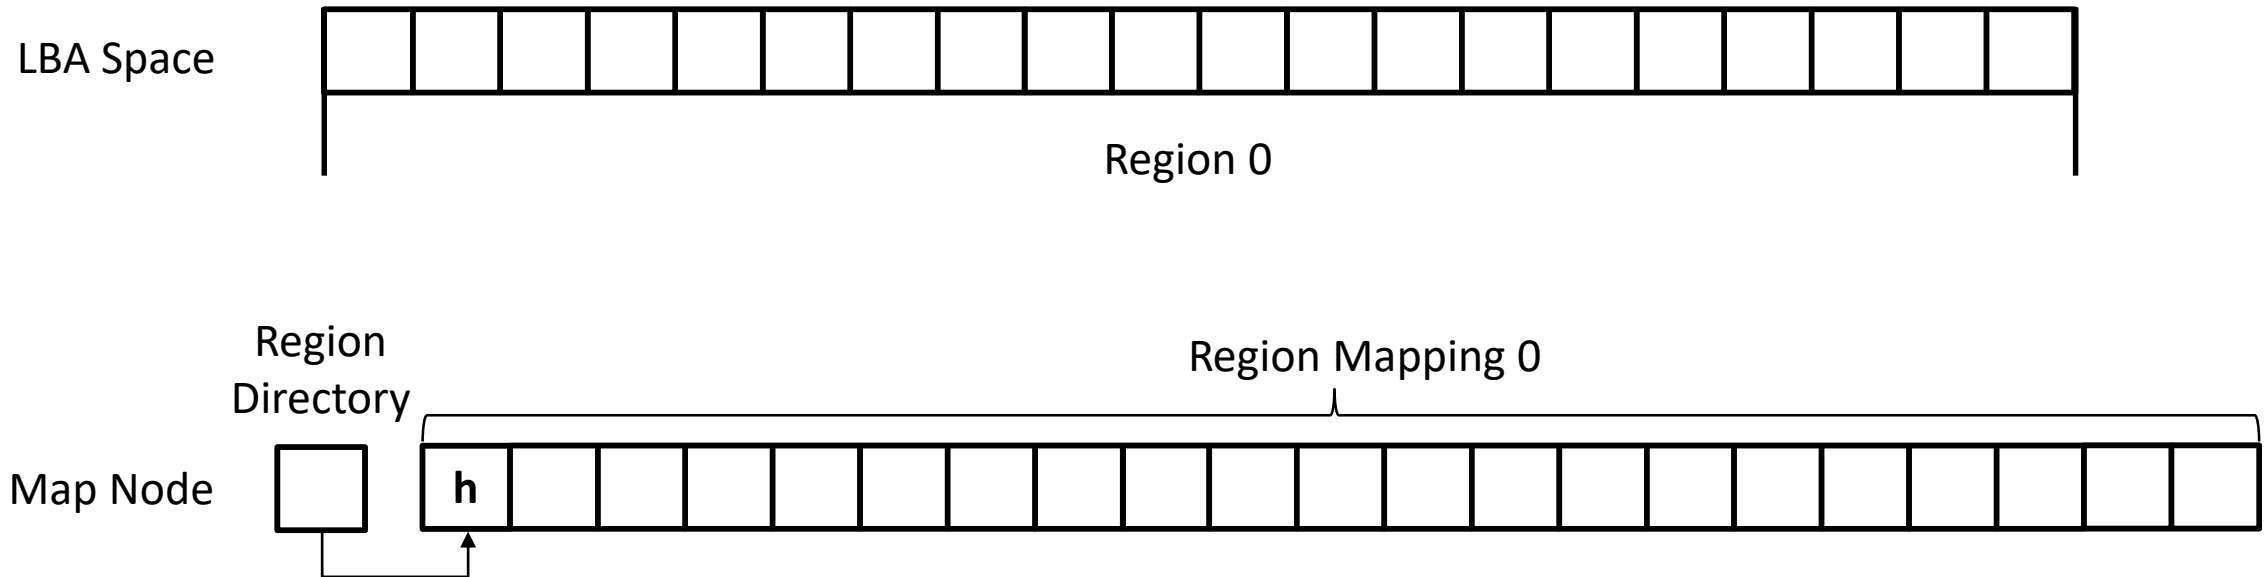 LBA Space
Region 0
Region
Directory
Region Mapping 0
Map Node
h